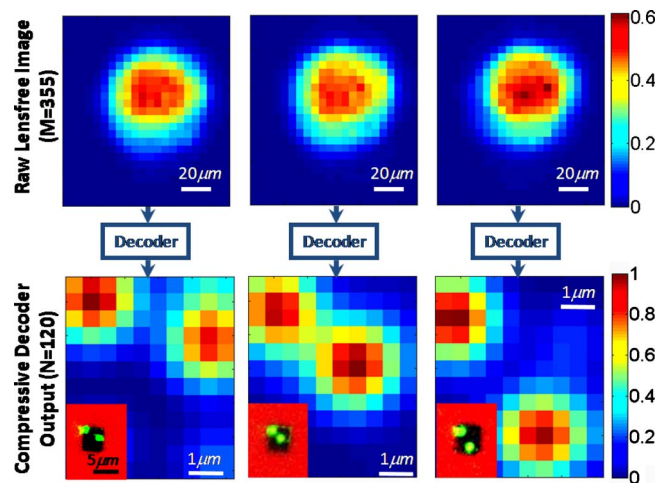 Raw Lensfree Image
(M=355)
20μm
20μm
20μm
0.6
0.4
0.2
0
Decoder
Decoder
Decoder
Compressive Decoder
Output (N=120)
5μm
1μm
1μm
1μm
1
0.8
0.6
0.4
0.2
0